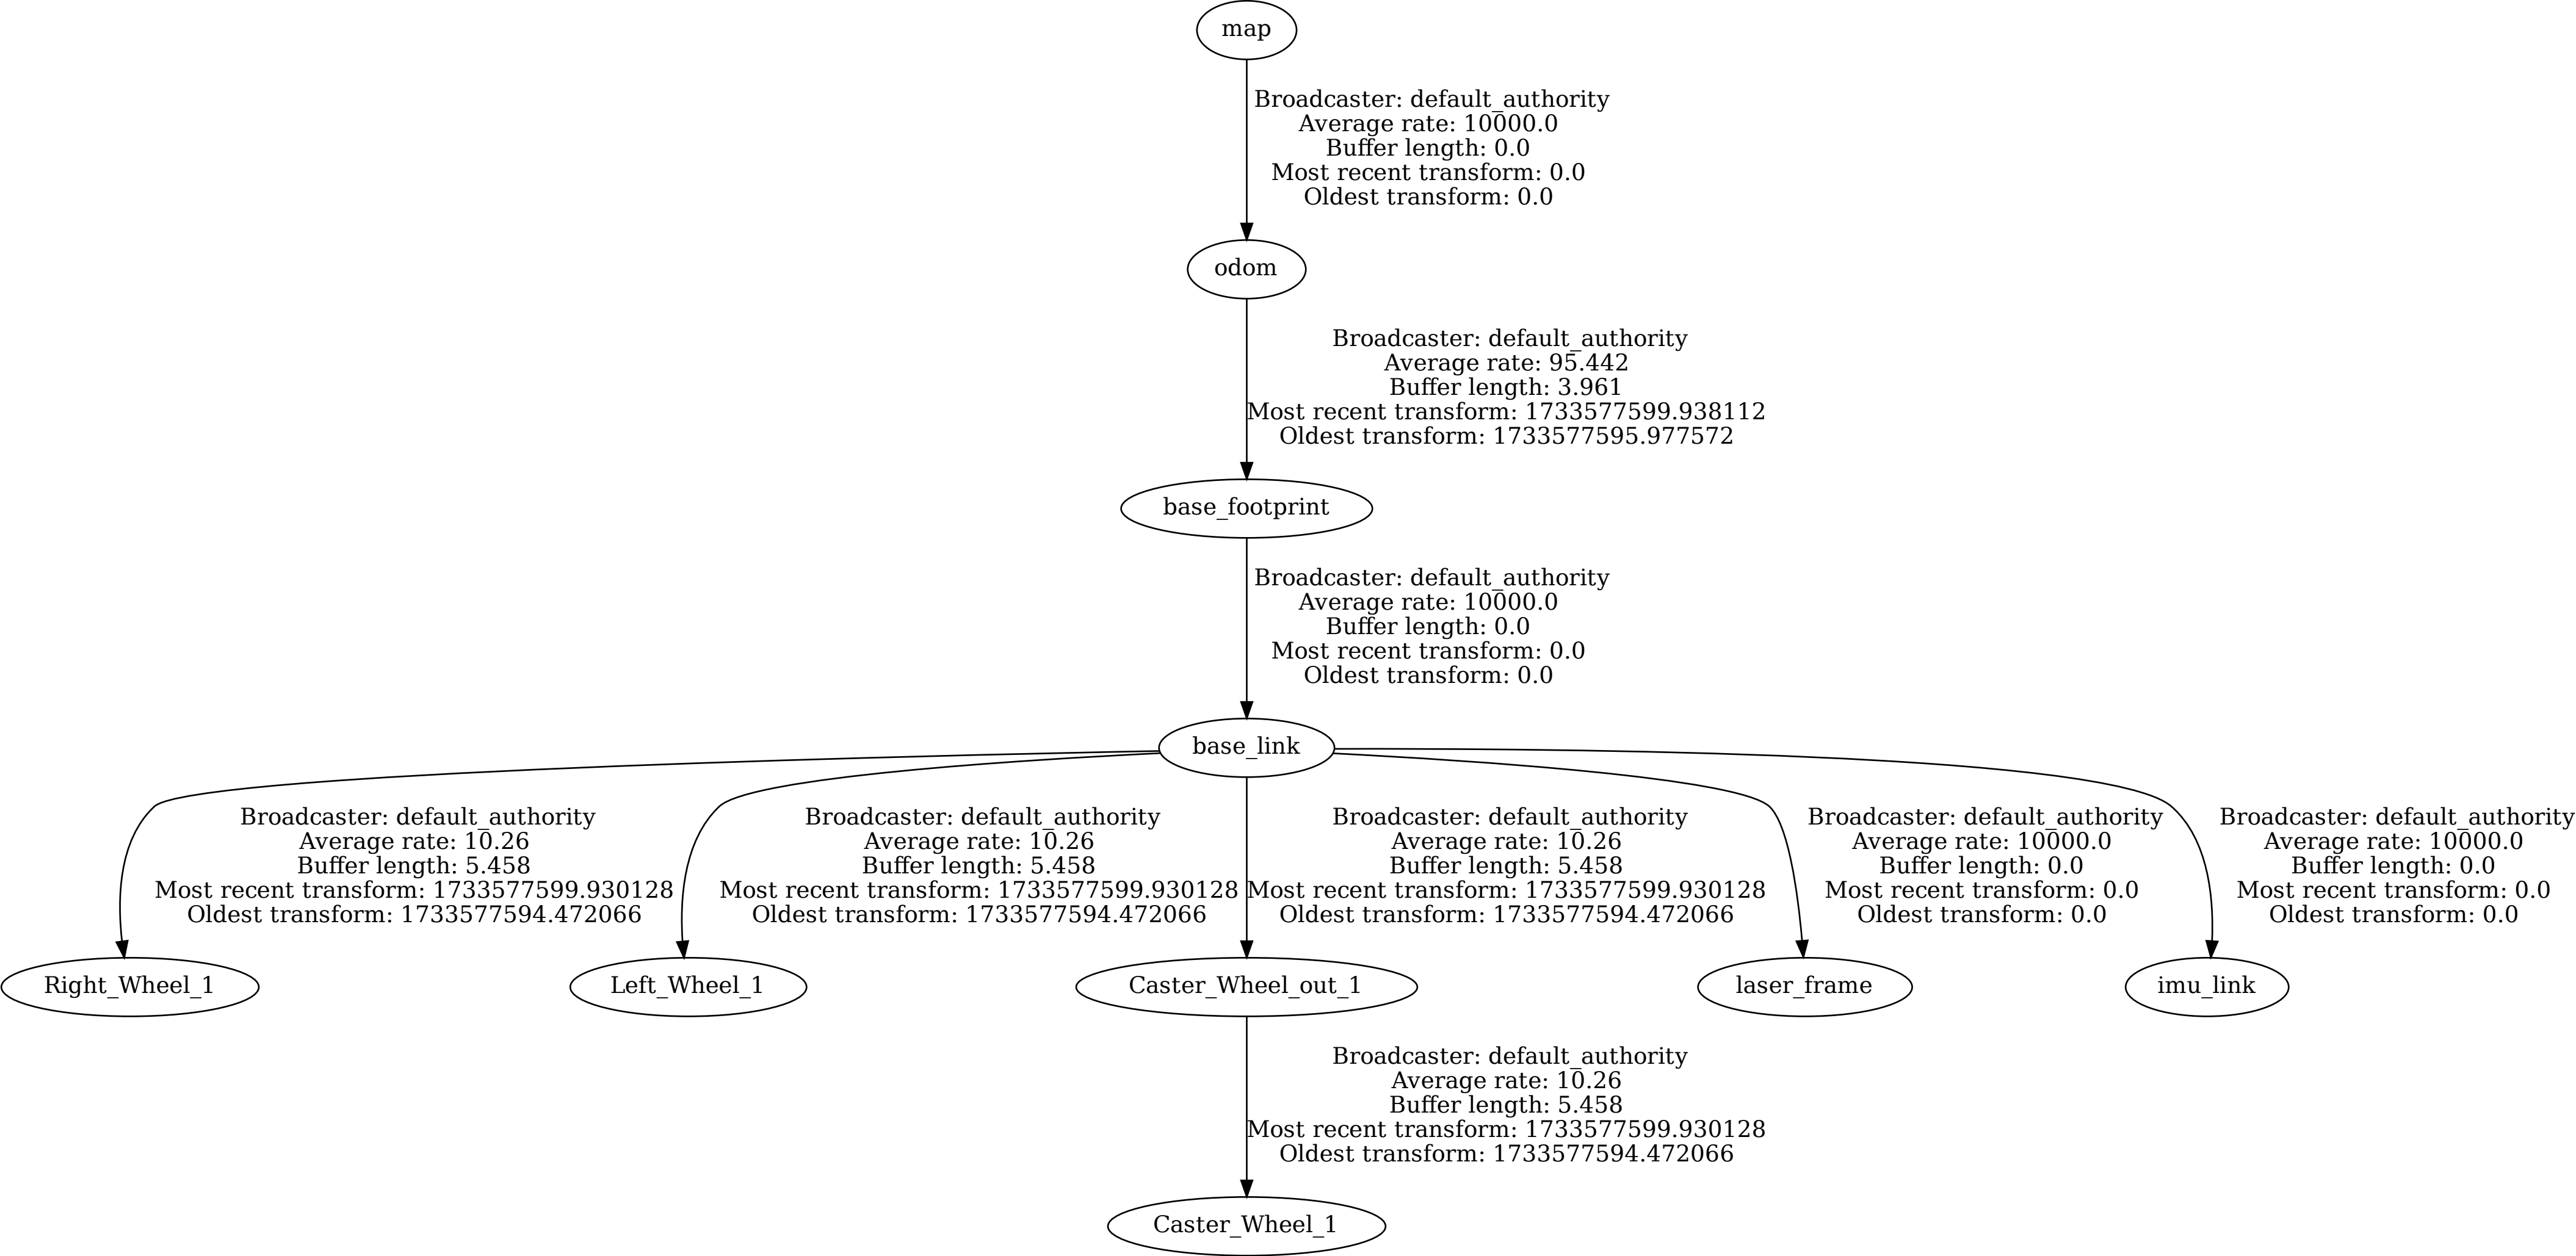 map
Broadcaster: default_authority
Average rate: 10000.0
Buffer length: 0.0
Most recent transform: 0.0
Oldest transform: 0.0
odom
Broadcaster: default_authority
Average rate: 95.442
Buffer length: 3.961
Most recent transform: 1733577599.938112
Oldest transform: 1733577595.977572
base_footprint
Broadcaster: default_authority
Average rate: 10000.0
Buffer length: 0.0
Most recent transform: 0.0
Oldest transform: 0.0
base_link
Broadcaster: default_authority
Average rate: 10.26
Buffer length: 5.458
Most recent transform: 1733577599.930128
Oldest transform: 1733577594.472066
Broadcaster: default_authority
Average rate: 10.26
Buffer length: 5.458
Most recent transform: 1733577599.930128
Oldest transform: 1733577594.472066
Broadcaster: default_authority
Average rate: 10.26
Buffer length: 5.458
Most recent transform: 1733577599.930128
Oldest transform: 1733577594.472066
Broadcaster: default_authority
Average rate: 10000.0
Buffer length: 0.0
Most recent transform: 0.0
Oldest transform: 0.0
Broadcaster: default_authority
Average rate: 10000.0
Buffer length: 0.0
Most recent transform: 0.0
Oldest transform: 0.0
Right_Wheel_1
Left_Wheel_1
Caster_Wheel_out_1
laser_frame
imu_link
Broadcaster: default_authority
Average rate: 10.26
Buffer length: 5.458
Most recent transform: 1733577599.930128
Oldest transform: 1733577594.472066
Caster_Wheel_1